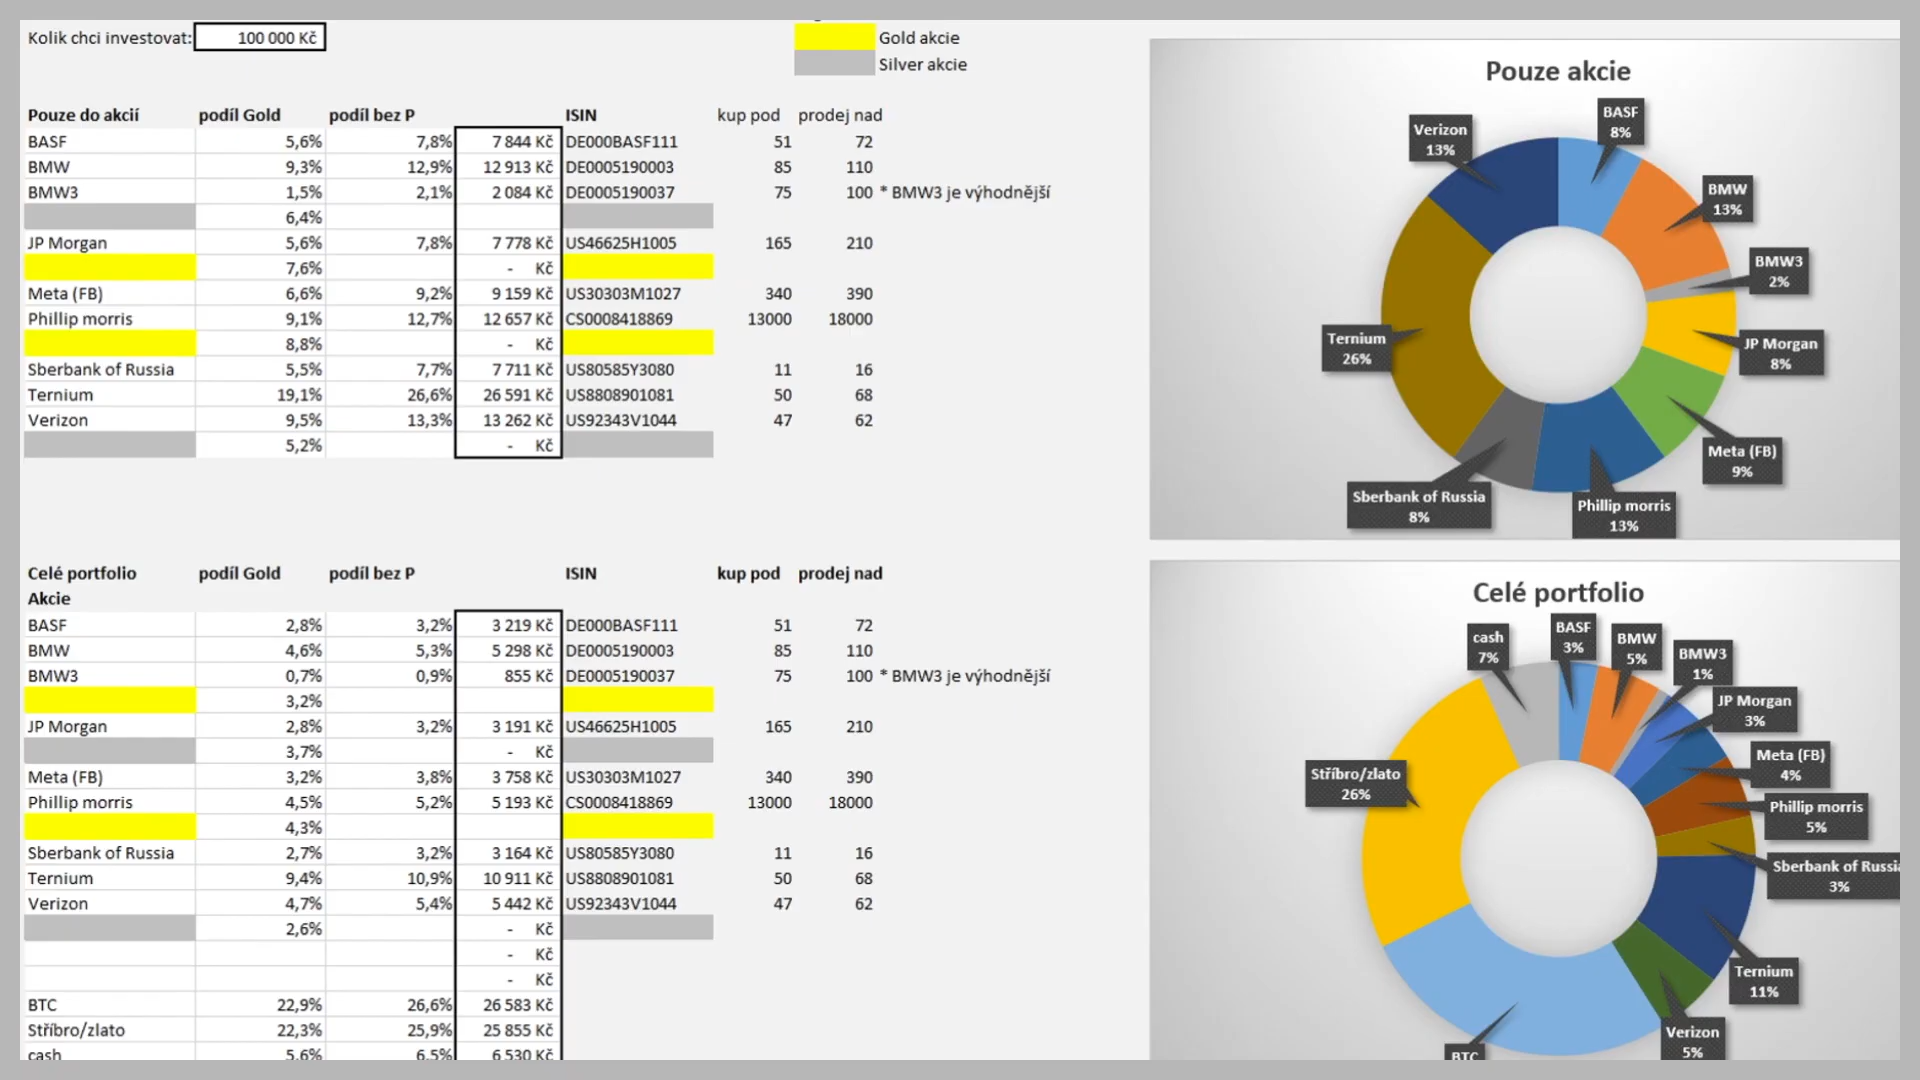 Kolik chci investovat: 100 000 Kč
Gold akcie
Silver akcie
Pouze do akcií podíl Gold podíl bez P ISIN kup pod prodej nad
BASF 5,6% 7,8% 7 844 Kč DE000BASF111 51 72
BMW 9,3% 12,9% 12 913 Kč DE0005190003 85 110
BMW3 1,5% 2,1% 2 084 Kč DE0005190037 75 100 * BMW3 je výhodnější
6,4%
JP Morgan 5,6% 7,8% 7 778 Kč US46625H1005 165 210
7,6% - Kč
Meta (FB) 6,6% 9,2% 9 159 Kč US30303M1027 340 390
Phillip morris 9,1% 12,7% 12 657 Kč CS0008418869 13000 18000
8,8% - Kč
Sberbank of Russia 5,5% 7,7% 7 711 Kč US80585Y3080 11 16
Ternium 19,1% 26,6% 26 591 Kč US8808901081 50 68
Verizon 9,5% 13,3% 13 262 Kč US92343V1044 47 62
5,2% - Kč
Celé portfolio podíl Gold podíl bez P ISIN kup pod prodej nad
Akcie
BASF 2,8% 3,2% 3 219 Kč DE000BASF111 51 72
BMW 4,6% 5,3% 5 298 Kč DE0005190003 85 110
BMW3 0,7% 0,9% 855 Kč DE0005190037 75 100 * BMW3 je výhodnější
3,2%
JP Morgan 2,8% 3,2% 3 191 Kč US46625H1005 165 210
3,7% - Kč
Meta (FB) 3,2% 3,8% 3 758 Kč US30303M1027 340 390
Phillip morris 4,5% 5,2% 5 193 Kč CS0008418869 13000 18000
4,3%
Sberbank of Russia 2,7% 3,2% 3 164 Kč US80585Y3080 11 16
Ternium 9,4% 10,9% 10 911 Kč US8808901081 50 68
Verizon 4,7% 5,4% 5 442 Kč US92343V1044 47 62
2,6% - Kč
- Kč
- Kč
BTC 22,9% 26,6% 26 583 Kč
Stříbro/zlato 22,3% 25,9% 25 855 Kč
cash 5,6% 6,5% 6 530 Kč
Pouze akcie
BASF
8%
Verizon
13%
BMW
13%
BMW3
2%
Ternium
26%
JP Morgan
8%
Meta (FB)
9%
Sberbank of Russia
8%
Phillip morris
13%
Celé portfolio
cash
7%
BASF
3%
BMW
5%
BMW3
1%
JP Morgan
3%
Meta (FB)
4%
Stříbro/zlato
26%
Phillip morris
5%
Sberbank of Russia
3%
Ternium
11%
Verizon
5%
BTC